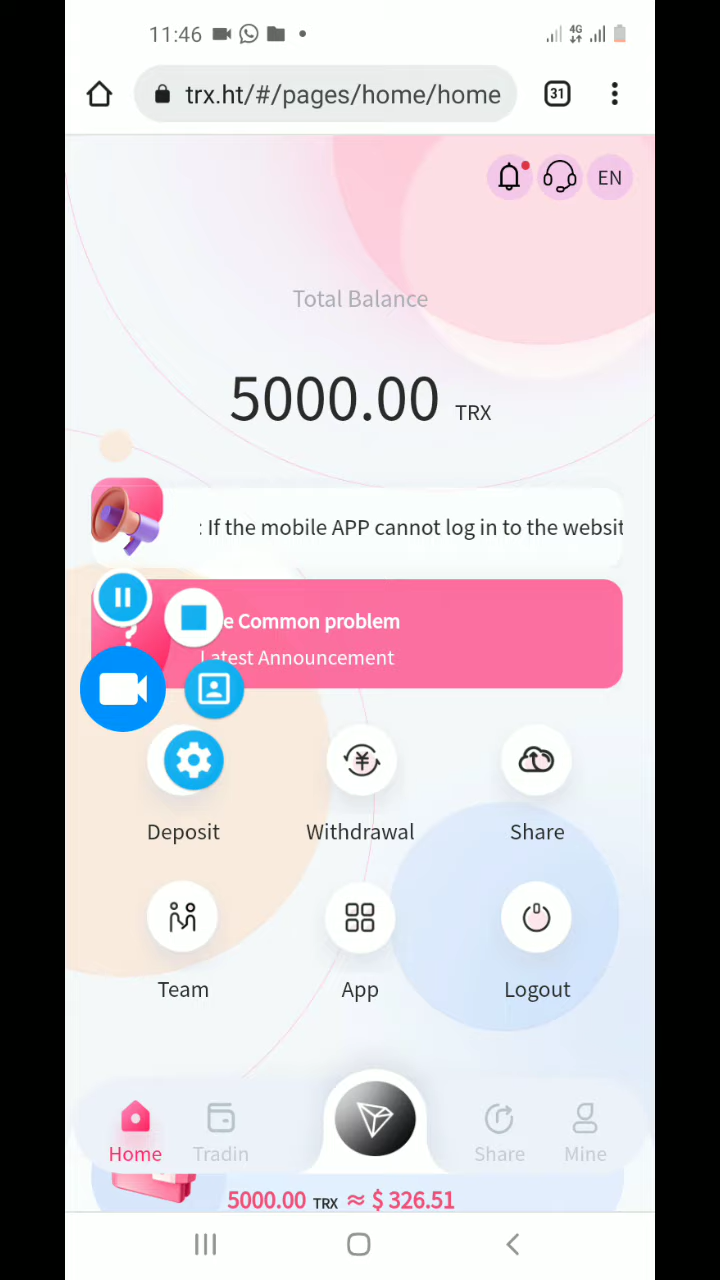 11:46
4G
trx.ht/#/pages/home/home
31
EN
Total Balance
5000.00 TRX
: If the mobile APP cannot log in to the websit
Common problem
Latest Announcement
Deposit
Withdrawal
Share
Team
App
Logout
Home
Tradin
Share
Mine
5000.00 TRX ≈ $ 326.51